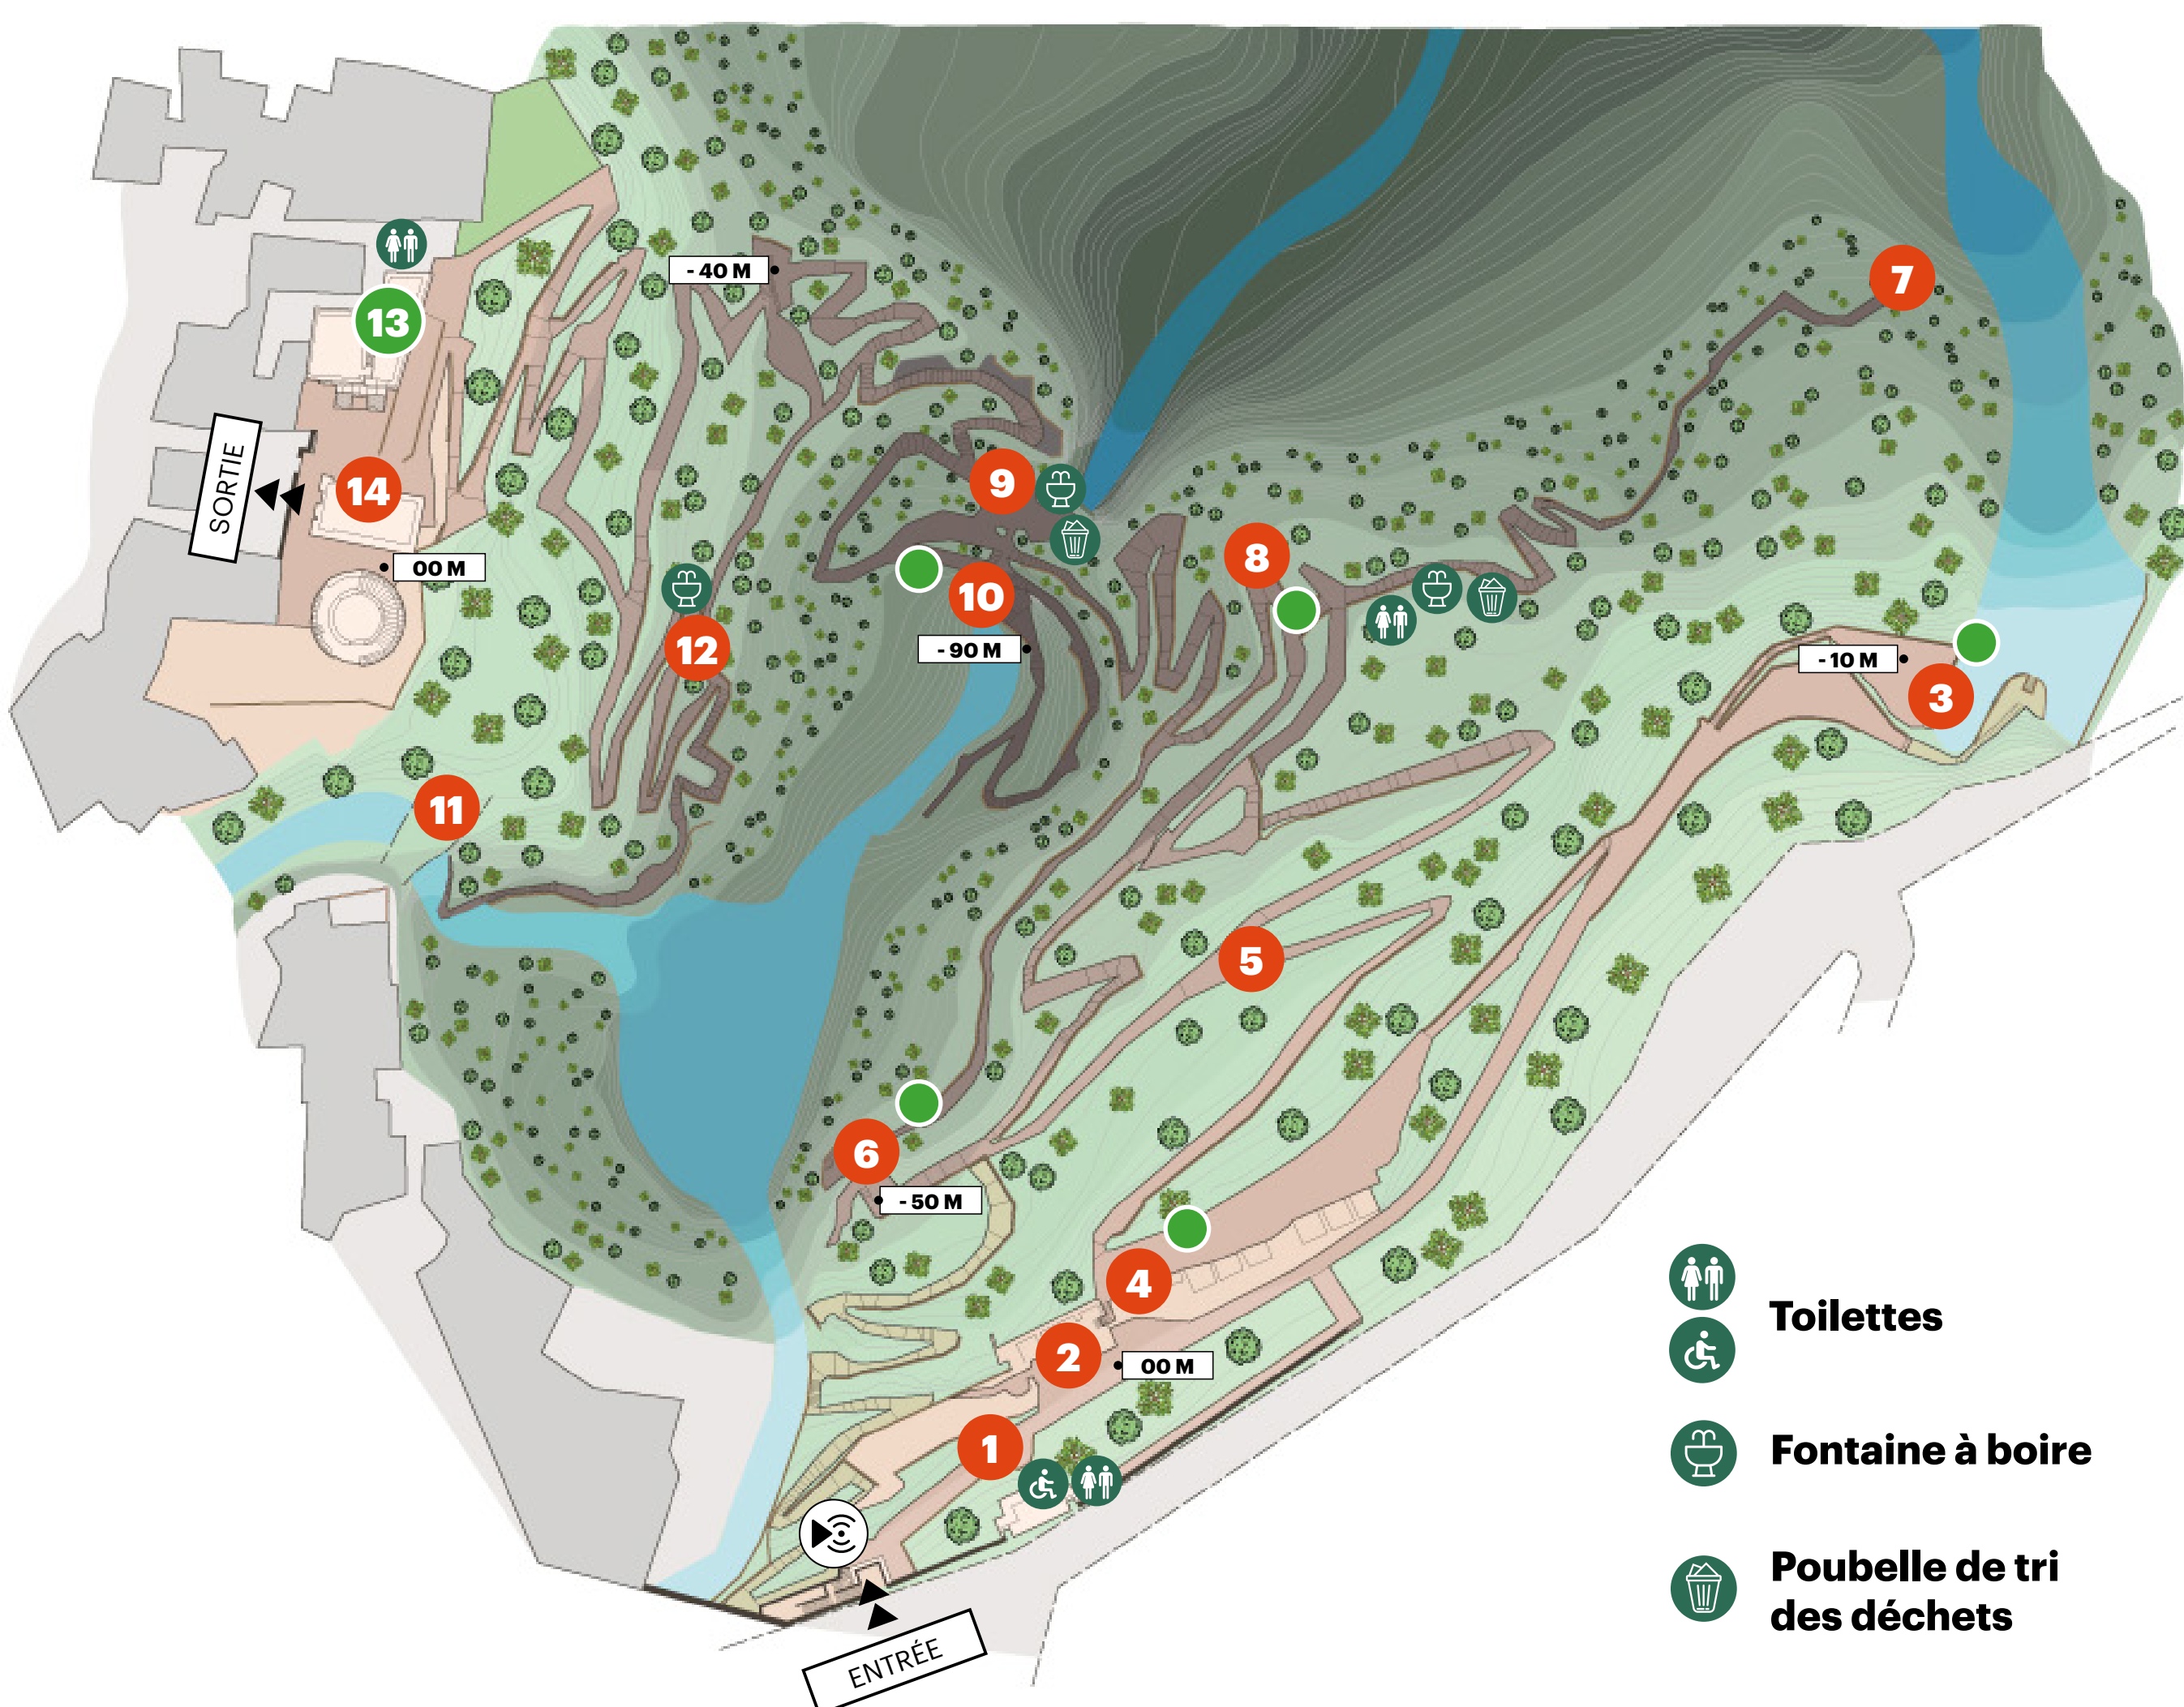 - 40 M
7
13
SORTIE
14
9
00 M
8
10
12
- 90 M
- 10 M
3
11
5
6
- 50 M
4
2
00 M
1
ENTRÉE
Toilettes
Fontaine à boire
Poubelle de tri
des déchets